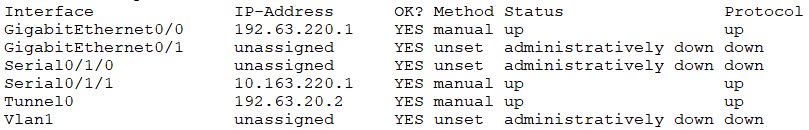 Interface IP-Address OK? Method Status Protocol
GigabitEthernet0/0 192.63.220.1 YES manual up up
GigabitEthernet0/1 unassigned YES unset administratively down down
Serial0/1/0 unassigned YES unset administratively down down
Serial0/1/1 10.163.220.1 YES manual up up
Tunnel0 192.63.20.2 YES manual up up
Vlan1 unassigned YES unset administratively down down